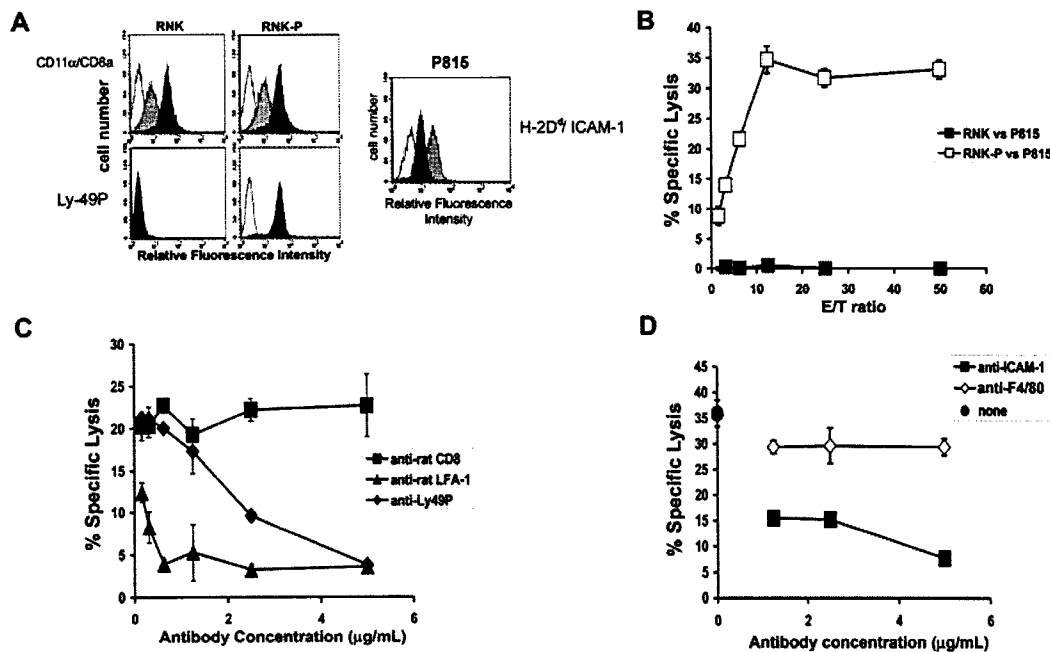 A
RNK
RNK-P
CD11α/CD8a
cell number
Ly-49P
Relative Fluorescence Intensity
P815
cell number
H-2Dᵈ/ ICAM-1
Relative Fluorescence
Intensity
B
% Specific Lysis
40
35
30
25
20
15
10
5
0
0
10
20
30
40
50
60
E/T ratio
RNK vs P815
RNK-P vs P815
C
% Specific Lysis
30
25
20
15
10
5
0
0
2
4
6
Antibody Concentration (µg/mL)
anti-rat CD8
anti-rat LFA-1
anti-Ly49P
D
% Specific Lysis
45
40
35
30
25
20
15
10
5
0
0
2
4
6
Antibody concentration (µg/mL)
anti-ICAM-1
anti-F4/80
none